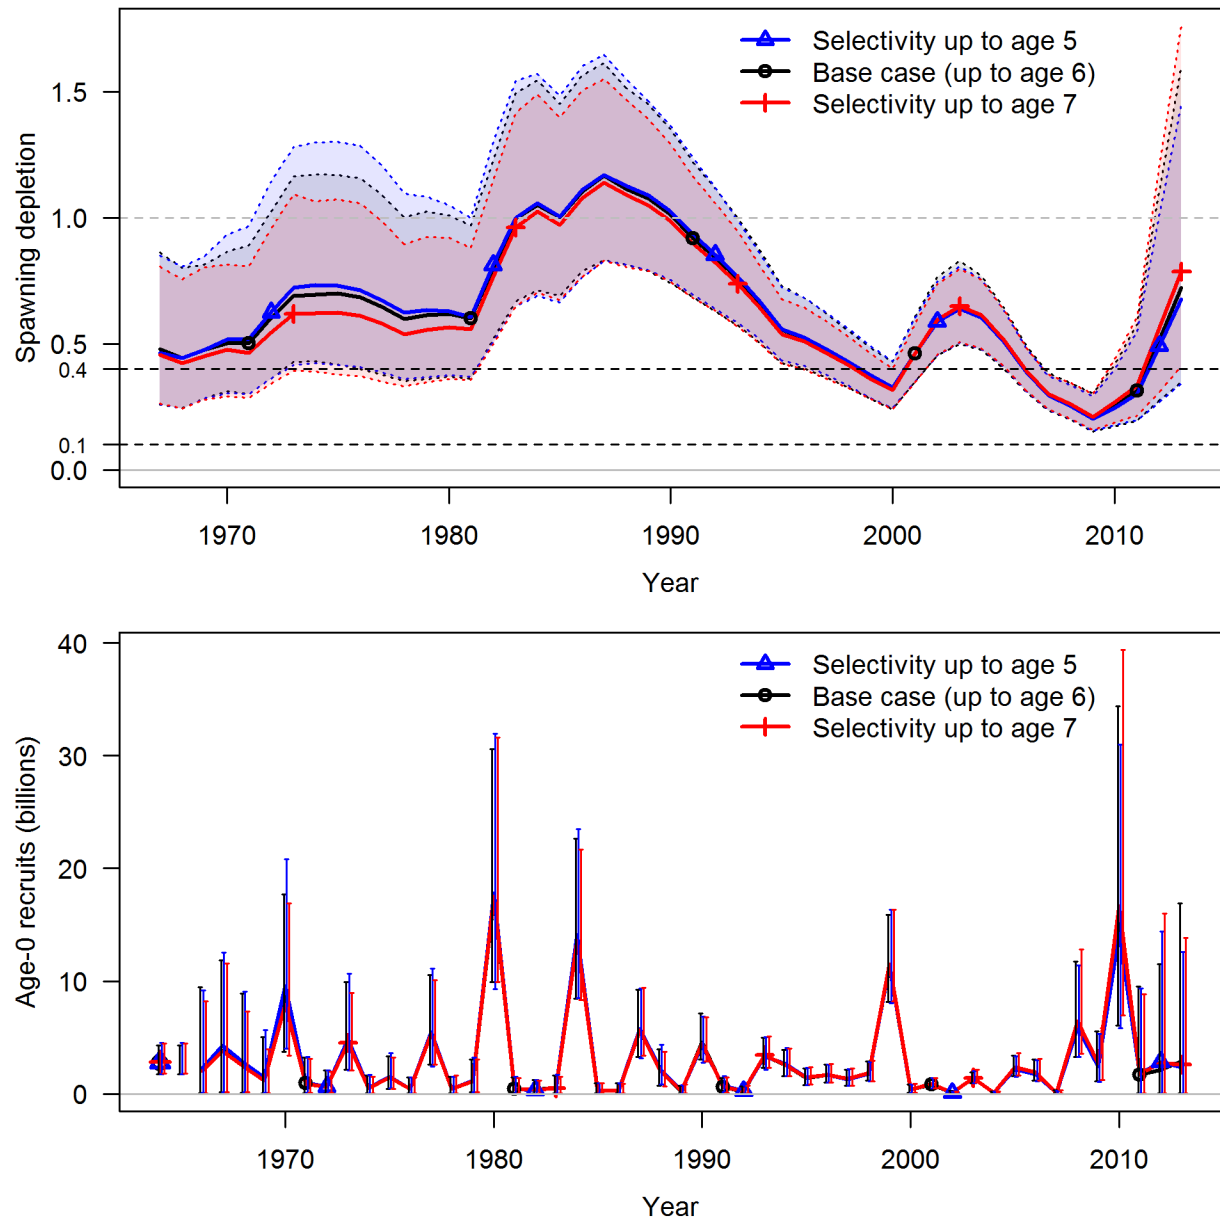 Selectivity up to age 5
Base case (up to age 6)
Selectivity up to age 7
Spawning depletion
1.5
1.0
0.5
0.4
0.1
0.0
1970 1980 1990 2000 2010
Year
Selectivity up to age 5
Base case (up to age 6)
Selectivity up to age 7
Age-0 recruits (billions)
40
30
20
10
0
1970 1980 1990 2000 2010
Year